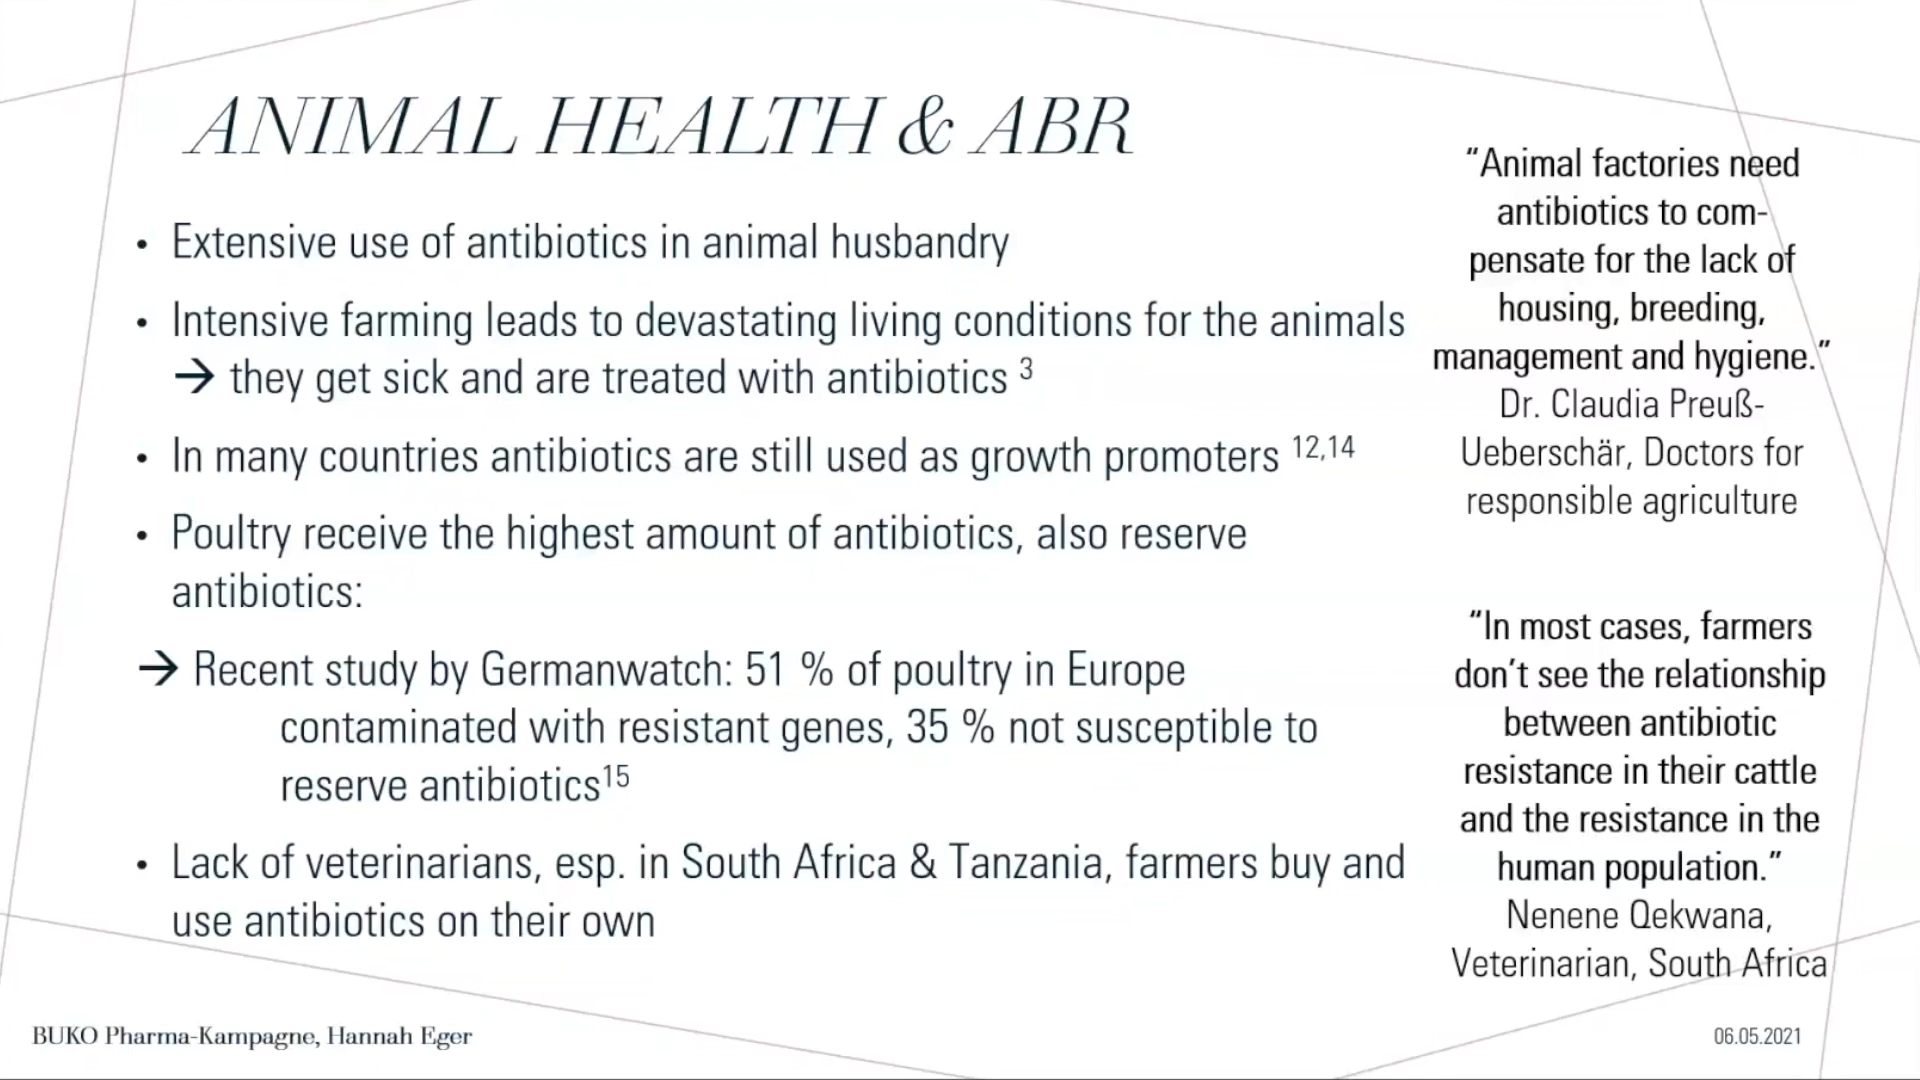 ANIMAL HEALTH & ABR
• Extensive use of antibiotics in animal husbandry
• Intensive farming leads to devastating living conditions for the animals
→ they get sick and are treated with antibiotics 3
• In many countries antibiotics are still used as growth promoters 12,14
• Poultry receive the highest amount of antibiotics, also reserve
antibiotics:
→ Recent study by Germanwatch: 51 % of poultry in Europe
contaminated with resistant genes, 35 % not susceptible to
reserve antibiotics15
• Lack of veterinarians, esp. in South Africa & Tanzania, farmers buy and
use antibiotics on their own
“Animal factories need
antibiotics to com-
pensate for the lack of
housing, breeding,
management and hygiene.”
Dr. Claudia Preuß-
Ueberschär, Doctors for
responsible agriculture
“In most cases, farmers
don’t see the relationship
between antibiotic
resistance in their cattle
and the resistance in the
human population.”
Nenene Qekwana,
Veterinarian, South Africa
BUKO Pharma-Kampagne, Hannah Eger
06.05.2021